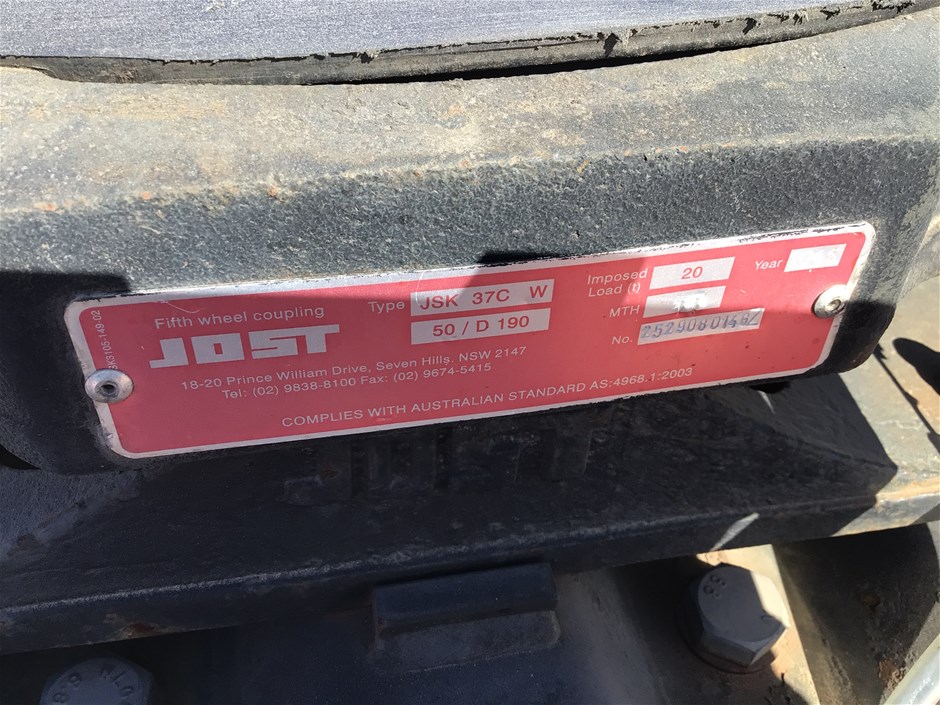 Fifth wheel coupling
JOST
Type JSK 37C W
50 / D 190
Imposed Load (t) 20
Year
MTH
No. 2529080146
18-20 Prince William Drive, Seven Hills. NSW 2147
Tel: (02) 9838-8100 Fax: (02) 9674-5415
COMPLIES WITH AUSTRALIAN STANDARD AS:4968.1:2003
8.8